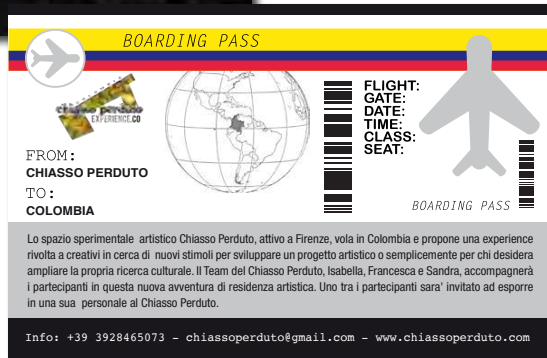 BOARDING PASS
chiasso perduto
EXPERIENCE.CO
FROM:
CHIASSO PERDUTO
TO:
COLOMBIA
FLIGHT:
GATE:
DATE:
TIME:
CLASS:
SEAT:
BOARDING PASS
Lo spazio sperimentale artistico Chiasso Perduto, attivo a Firenze, vola in Colombia e propone una experience
rivolta a creativi in cerca di nuovi stimoli per sviluppare un progetto artistico o semplicemente per chi desidera
ampliare la propria ricerca culturale. Il Team del Chiasso Perduto, Isabella, Francesca e Sandra, accompagnerà
i partecipanti in questa nuova avventura di residenza artistica. Uno tra i partecipanti sara' invitato ad esporre
in una sua personale al Chiasso Perduto.
Info: +39 3928465073 - chiassoperduto@gmail.com - www.chiassoperduto.com